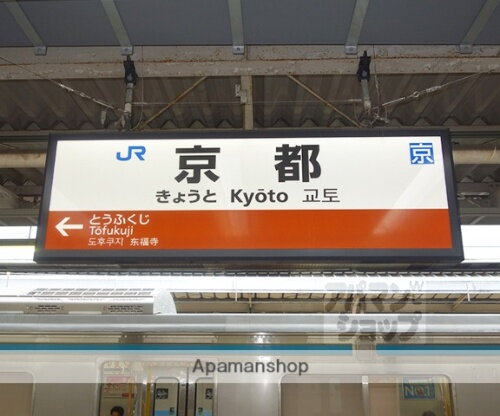 JR 京都 京
きょうと Kyōto 교토
とうふくじ
Tōfukuji
도후쿠지 东福寺
アパマン
ショップ
Apamanshop